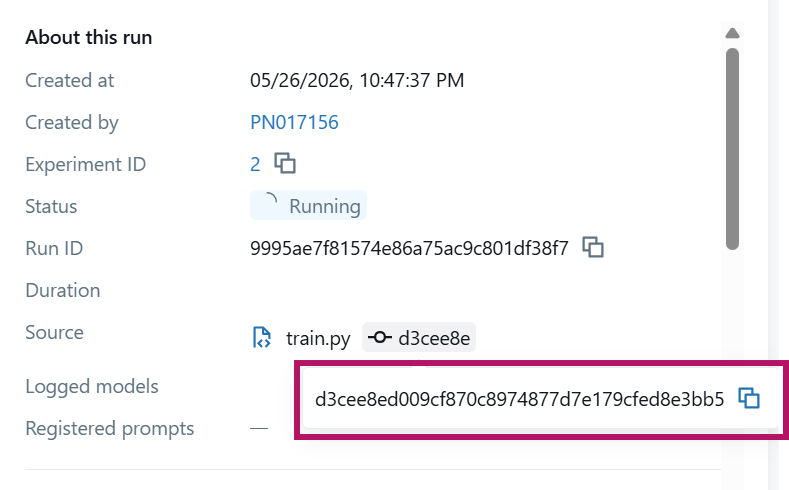 About this run
Created at 05/26/2026, 10:47:37 PM
Created by PN017156
Experiment ID 2
Status Running
Run ID 9995ae7f81574e86a75ac9c801df38f7
Duration
Source train.py d3cee8e
Logged models
d3cee8ed009cf870c8974877d7e179cfed8e3bb5
Registered prompts —